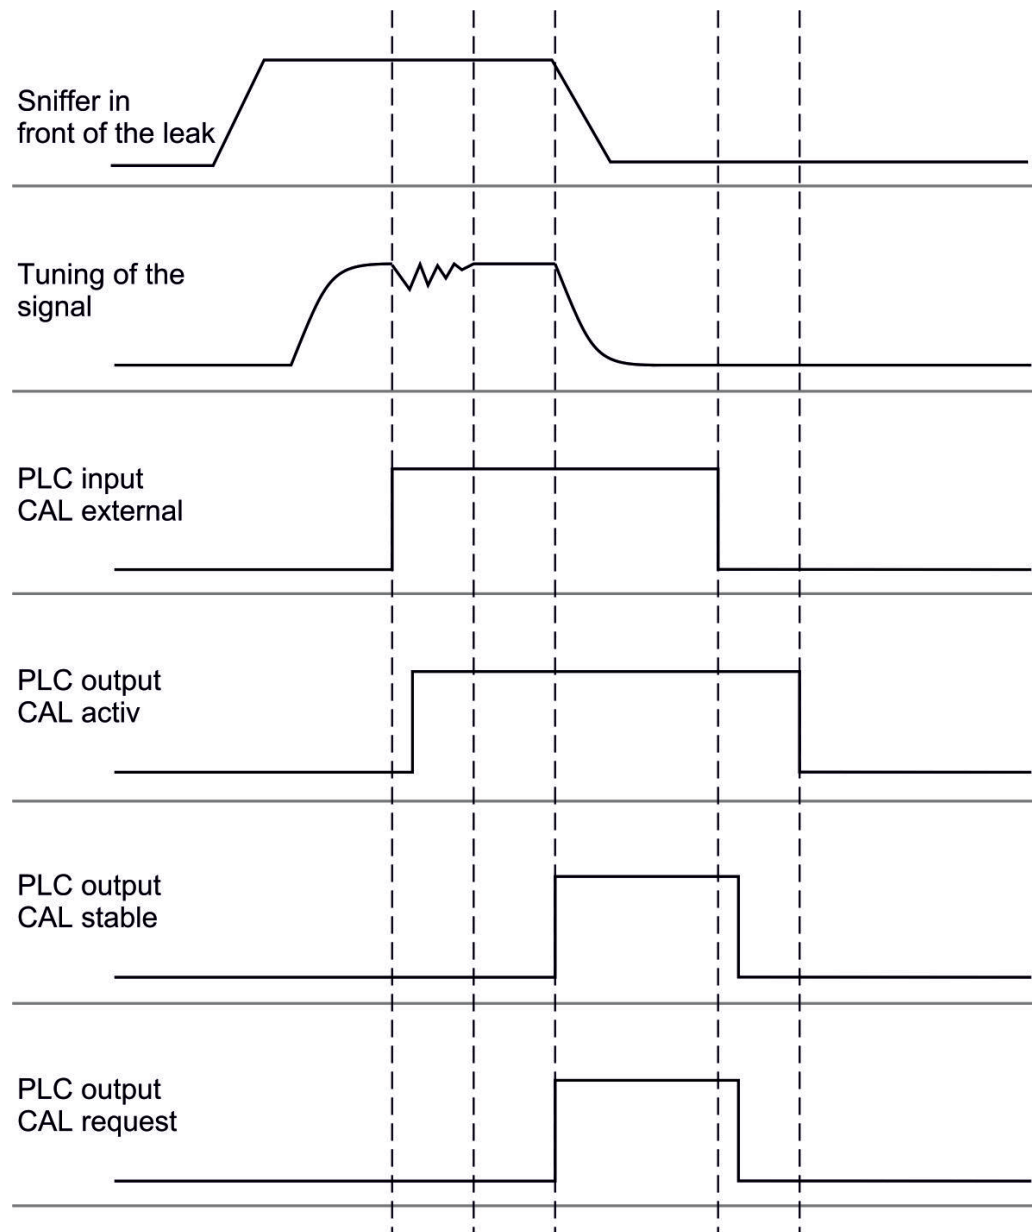 Sniffer in
front of the leak
Tuning of the
signal
PLC input
CAL external
PLC output
CAL activ
PLC output
CAL stable
PLC output
CAL request